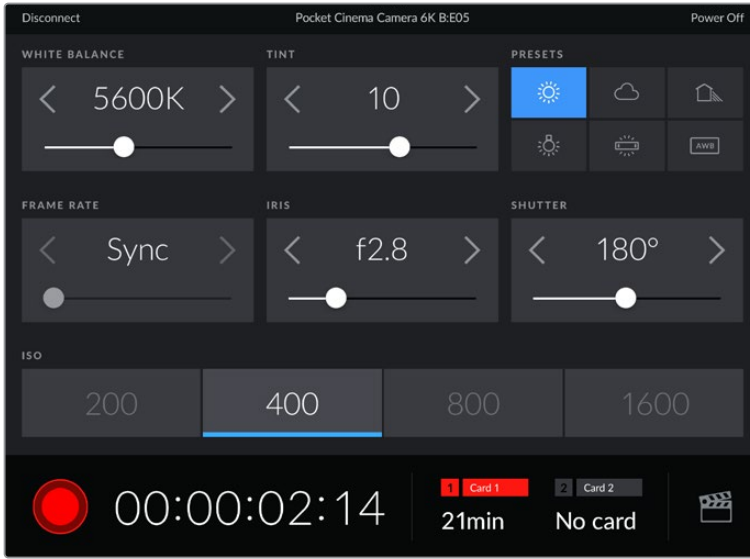 Disconnect Pocket Cinema Camera 6K B:E05 Power Off
WHITE BALANCE TINT PRESETS
5600K 10
AWB
FRAME RATE IRIS SHUTTER
Sync f2.8 180°
ISO
200 400 800 1600
00:00:02:14
1 Card 1 2 Card 2
21min No card